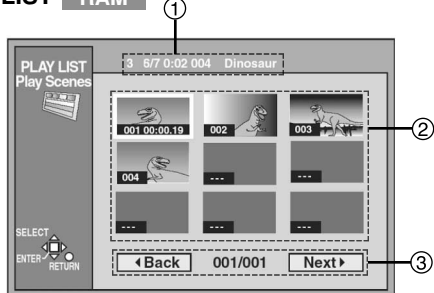 LIST RAM
①
PLAY LIST
Play Scenes
3 6/7 0:02 004 Dinosaur
001 00:00.19
002
003
②
004
---
---
---
---
---
SELECT
ENTER
RETURN
Back
001/001
Next
③